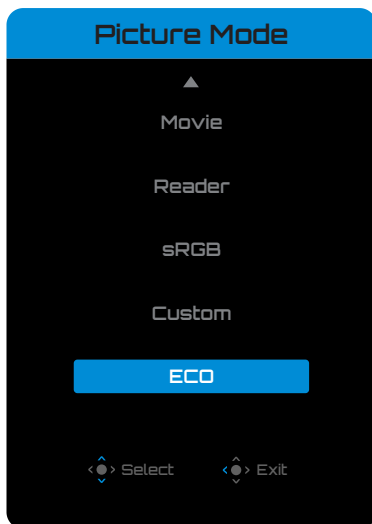 Picture Mode
Movie
Reader
sRGB
Custom
ECO
Select Exit